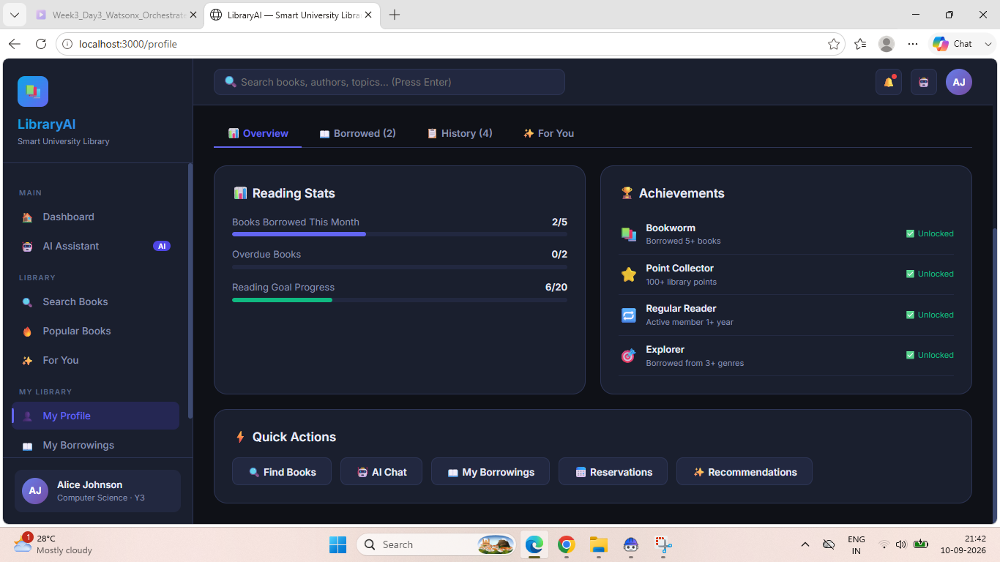 Week3_Day3_Watsonx_Orchestrate
LibraryAI — Smart University Libra
localhost:3000/profile
Chat
LibraryAI
Smart University Library
Search books, authors, topics... (Press Enter)
AJ
MAIN
Dashboard
AI Assistant
AI
LIBRARY
Search Books
Popular Books
For You
MY LIBRARY
My Profile
My Borrowings
AJ
Alice Johnson
Computer Science · Y3
Overview
Borrowed (2)
History (4)
For You
Reading Stats
Books Borrowed This Month 2/5
Overdue Books 0/2
Reading Goal Progress 6/20
Achievements
Bookworm
Borrowed 5+ books
Unlocked
Point Collector
100+ library points
Unlocked
Regular Reader
Active member 1+ year
Unlocked
Explorer
Borrowed from 3+ genres
Unlocked
Quick Actions
Find Books
AI Chat
My Borrowings
Reservations
Recommendations
1
28°C
Mostly cloudy
Search
ENG
IN
21:42
10-09-2026